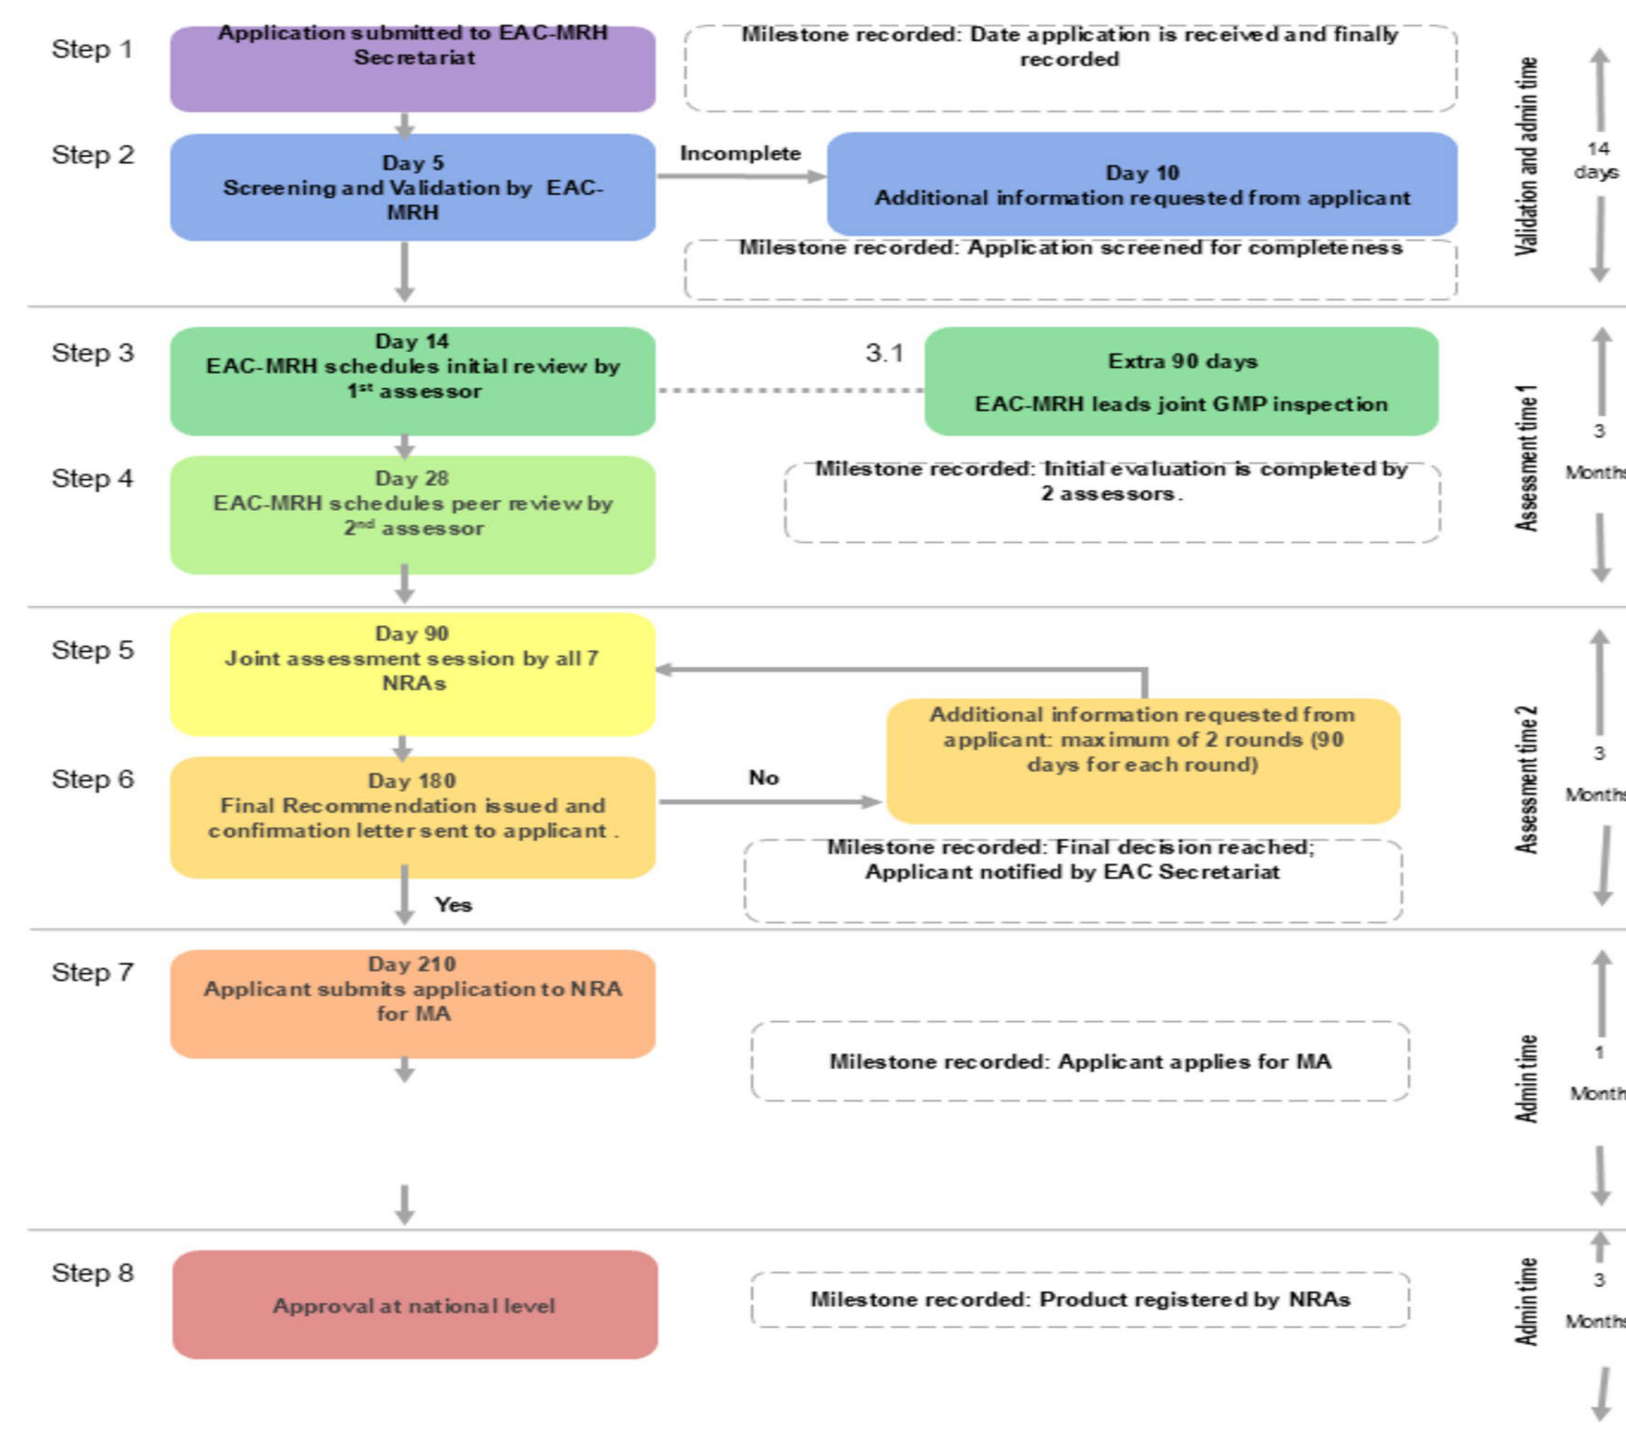 Step 1
Application submitted to EAC-MRH
Secretariat
Milestone recorded: Date application is received and finally
recorded
Step 2
Day 5
Screening and Validation by EAC-
MRH
Incomplete
Day 10
Additional information requested from applicant
Milestone recorded: Application screened for completeness
Validation and admin time
14
days
Step 3
Day 14
EAC-MRH schedules initial review by
1st assessor
3.1
Extra 90 days
EAC-MRH leads joint GMP inspection
Step 4
Day 28
EAC-MRH schedules peer review by
2nd assessor
Milestone recorded: Initial evaluation is completed by
2 assessors.
Assessment time 1
3
Months
Step 5
Day 90
Joint assessment session by all 7
NRAs
Additional information requested from
applicant: maximum of 2 rounds (90
days for each round)
Step 6
Day 180
Final Recommendation issued and
confirmation letter sent to applicant .
No
Yes
Milestone recorded: Final decision reached;
Applicant notified by EAC Secretariat
Assessment time 2
3
Months
Step 7
Day 210
Applicant submits application to NRA
for MA
Milestone recorded: Applicant applies for MA
Admin time
1
Month
Step 8
Approval at national level
Milestone recorded: Product registered by NRAs
Admin time
3
Months